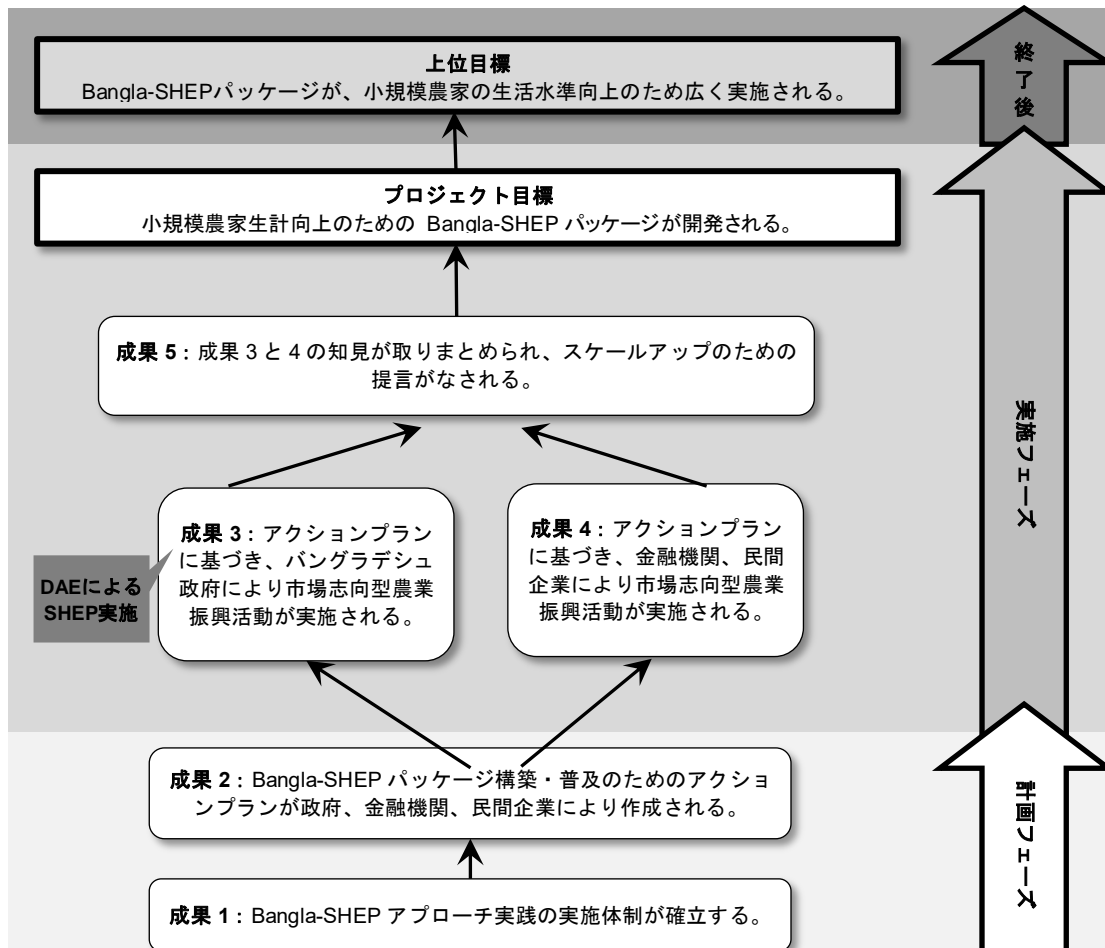 上位目標
Bangla-SHEPパッケージが、小規模農家の生活水準向上のため広く実施される。
終了後
プロジェクト目標
小規模農家生計向上のための Bangla-SHEP パッケージが開発される。
成果 5：成果 3 と 4 の知見が取りまとめられ、スケールアップのための
提言がなされる。
実施フェーズ
成果 3：アクションプラン
に基づき、バングラデシュ
政府により市場志向型農業
振興活動が実施される。
成果 4：アクションプラン
に基づき、金融機関、民間
企業により市場志向型農業
振興活動が実施される。
DAEによる
SHEP実施
成果 2：Bangla-SHEP パッケージ構築・普及のためのアクショ
ンプランが政府、金融機関、民間企業により作成される。
計画フェーズ
成果 1：Bangla-SHEP アプローチ実践の実施体制が確立する。